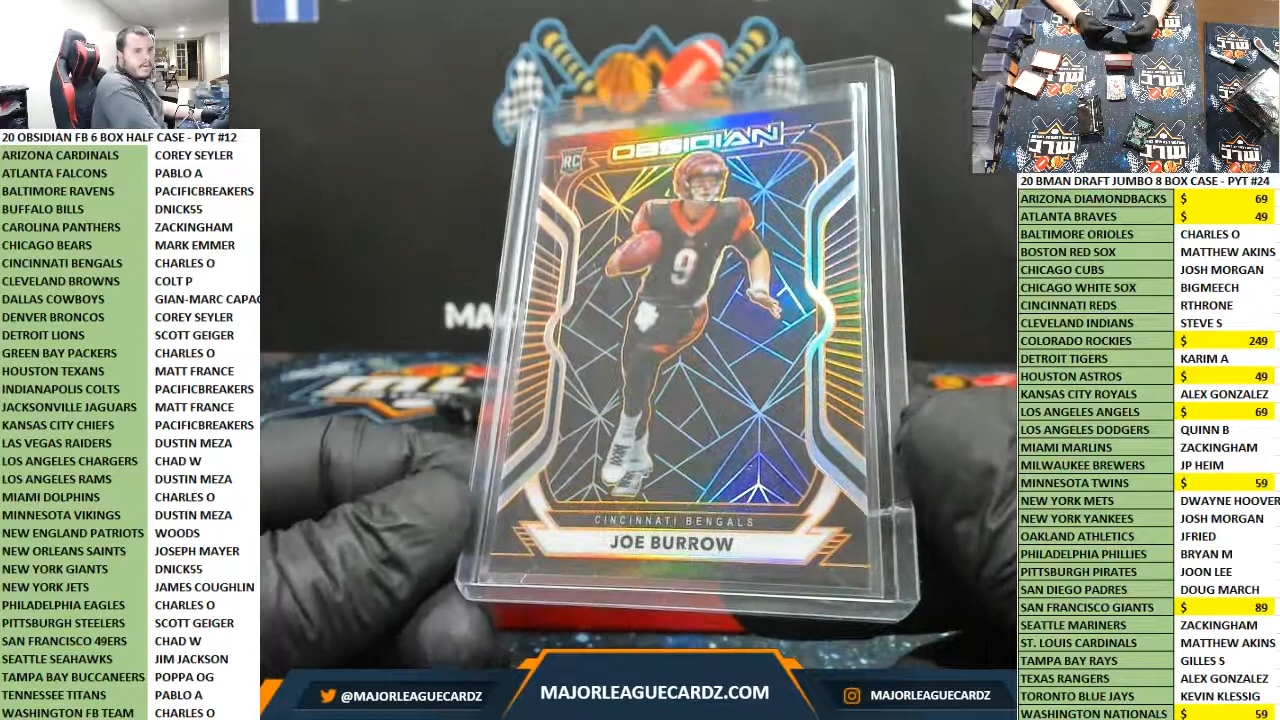 20 OBSIDIAN FB 6 BOX HALF CASE - PYT #12
ARIZONA CARDINALS COREY SEYLER
ATLANTA FALCONS PABLO A
BALTIMORE RAVENS PACIFICBREAKERS
BUFFALO BILLS DNICK55
CAROLINA PANTHERS ZACKINGHAM
CHICAGO BEARS MARK EMMER
CINCINNATI BENGALS CHARLES O
CLEVELAND BROWNS COLT P
DALLAS COWBOYS GIAN-MARC CAPAC
DENVER BRONCOS COREY SEYLER
DETROIT LIONS SCOTT GEIGER
GREEN BAY PACKERS CHARLES O
HOUSTON TEXANS MATT FRANCE
INDIANAPOLIS COLTS PACIFICBREAKERS
JACKSONVILLE JAGUARS MATT FRANCE
KANSAS CITY CHIEFS PACIFICBREAKERS
LAS VEGAS RAIDERS DUSTIN MEZA
LOS ANGELES CHARGERS CHAD W
LOS ANGELES RAMS DUSTIN MEZA
MIAMI DOLPHINS CHARLES O
MINNESOTA VIKINGS DUSTIN MEZA
NEW ENGLAND PATRIOTS WOODS
NEW ORLEANS SAINTS JOSEPH MAYER
NEW YORK GIANTS DNICK55
NEW YORK JETS JAMES COUGHLIN
PHILADELPHIA EAGLES CHARLES O
PITTSBURGH STEELERS SCOTT GEIGER
SAN FRANCISCO 49ERS CHAD W
SEATTLE SEAHAWKS JIM JACKSON
TAMPA BAY BUCCANEERS POPPA OG
TENNESSEE TITANS PABLO A
WASHINGTON FB TEAM CHARLES O
RC
OBSIDIAN
9
CINCINNATI BENGALS
JOE BURROW
MA
@MAJORLEAGUECARDZ
MAJORLEAGUECARDZ.COM
MAJORLEAGUECARDZ
20 BMAN DRAFT JUMBO 8 BOX CASE - PYT #24
ARIZONA DIAMONDBACKS $ 69
ATLANTA BRAVES $ 49
BALTIMORE ORIOLES CHARLES O
BOSTON RED SOX MATTHEW AKINS
CHICAGO CUBS JOSH MORGAN
CHICAGO WHITE SOX BIGMEECH
CINCINNATI REDS RTHRONE
CLEVELAND INDIANS STEVE S
COLORADO ROCKIES $ 249
DETROIT TIGERS KARIM A
HOUSTON ASTROS $ 49
KANSAS CITY ROYALS ALEX GONZALEZ
LOS ANGELES ANGELS $ 69
LOS ANGELES DODGERS QUINN B
MIAMI MARLINS ZACKINGHAM
MILWAUKEE BREWERS JP HEIM
MINNESOTA TWINS $ 59
NEW YORK METS DWAYNE HOOVER
NEW YORK YANKEES JOSH MORGAN
OAKLAND ATHLETICS JFRIED
PHILADELPHIA PHILLIES BRYAN M
PITTSBURGH PIRATES JOON LEE
SAN DIEGO PADRES DOUG MARCH
SAN FRANCISCO GIANTS $ 89
SEATTLE MARINERS ZACKINGHAM
ST. LOUIS CARDINALS MATTHEW AKINS
TAMPA BAY RAYS GILLES S
TEXAS RANGERS ALEX GONZALEZ
TORONTO BLUE JAYS KEVIN KLESSIG
WASHINGTON NATIONALS $ 59